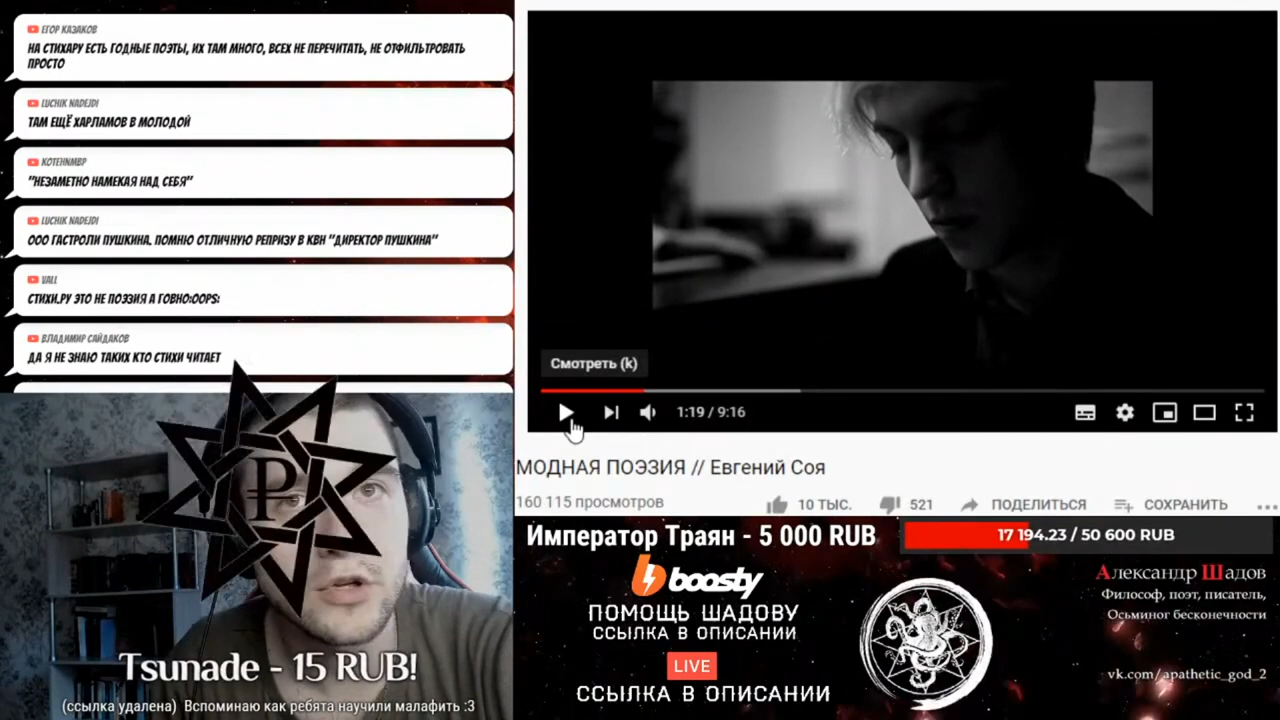 ЕГОР КАЗАКОВ
НА СТИХАРУ ЕСТЬ ГОДНЫЕ ПОЭТЫ, ИХ ТАМ МНОГО, ВСЕХ НЕ ПЕРЕЧИТАТЬ, НЕ ОТФИЛЬТРОВАТЬ
ПРОСТО
LUCHIK NADEJDI
ТАМ ЕЩЁ ХАРЛАМОВ В МОЛОДОЙ
KOTEHNMBP
"НЕЗАМЕТНО НАМЕКАЯ НАД СЕБЯ"
LUCHIK NADEJDI
ООО ГАСТРОЛИ ПУШКИНА. ПОМНЮ ОТЛИЧНУЮ РЕПРИЗУ В КВН "ДИРЕКТОР ПУШКИНА"
VALL
СТИХИ.РУ ЭТО НЕ ПОЭЗИЯ А ГОВНО:OOPS:
ВЛАДИМИР САЙДАКОВ
ДА Я НЕ ЗНАЮ ТАКИХ КТО СТИХИ ЧИТАЕТ
Tsunade - 15 RUB!
(ссылка удалена) Вспоминаю как ребята научили малафить :3
Смотреть (k)
1:19 / 9:16
МОДНАЯ ПОЭЗИЯ // Евгений Соя
160 115 просмотров
10 ТЫС.
521
ПОДЕЛИТЬСЯ
СОХРАНИТЬ
Император Траян - 5 000 RUB
17 194.23 / 50 600 RUB
boosty
ПОМОЩЬ ШАДОВУ
ССЫЛКА В ОПИСАНИИ
LIVE
ССЫЛКА В ОПИСАНИИ
Александр Шадов
Философ, поэт, писатель,
Осьминог бесконечности
vk.com/apathetic_god_2